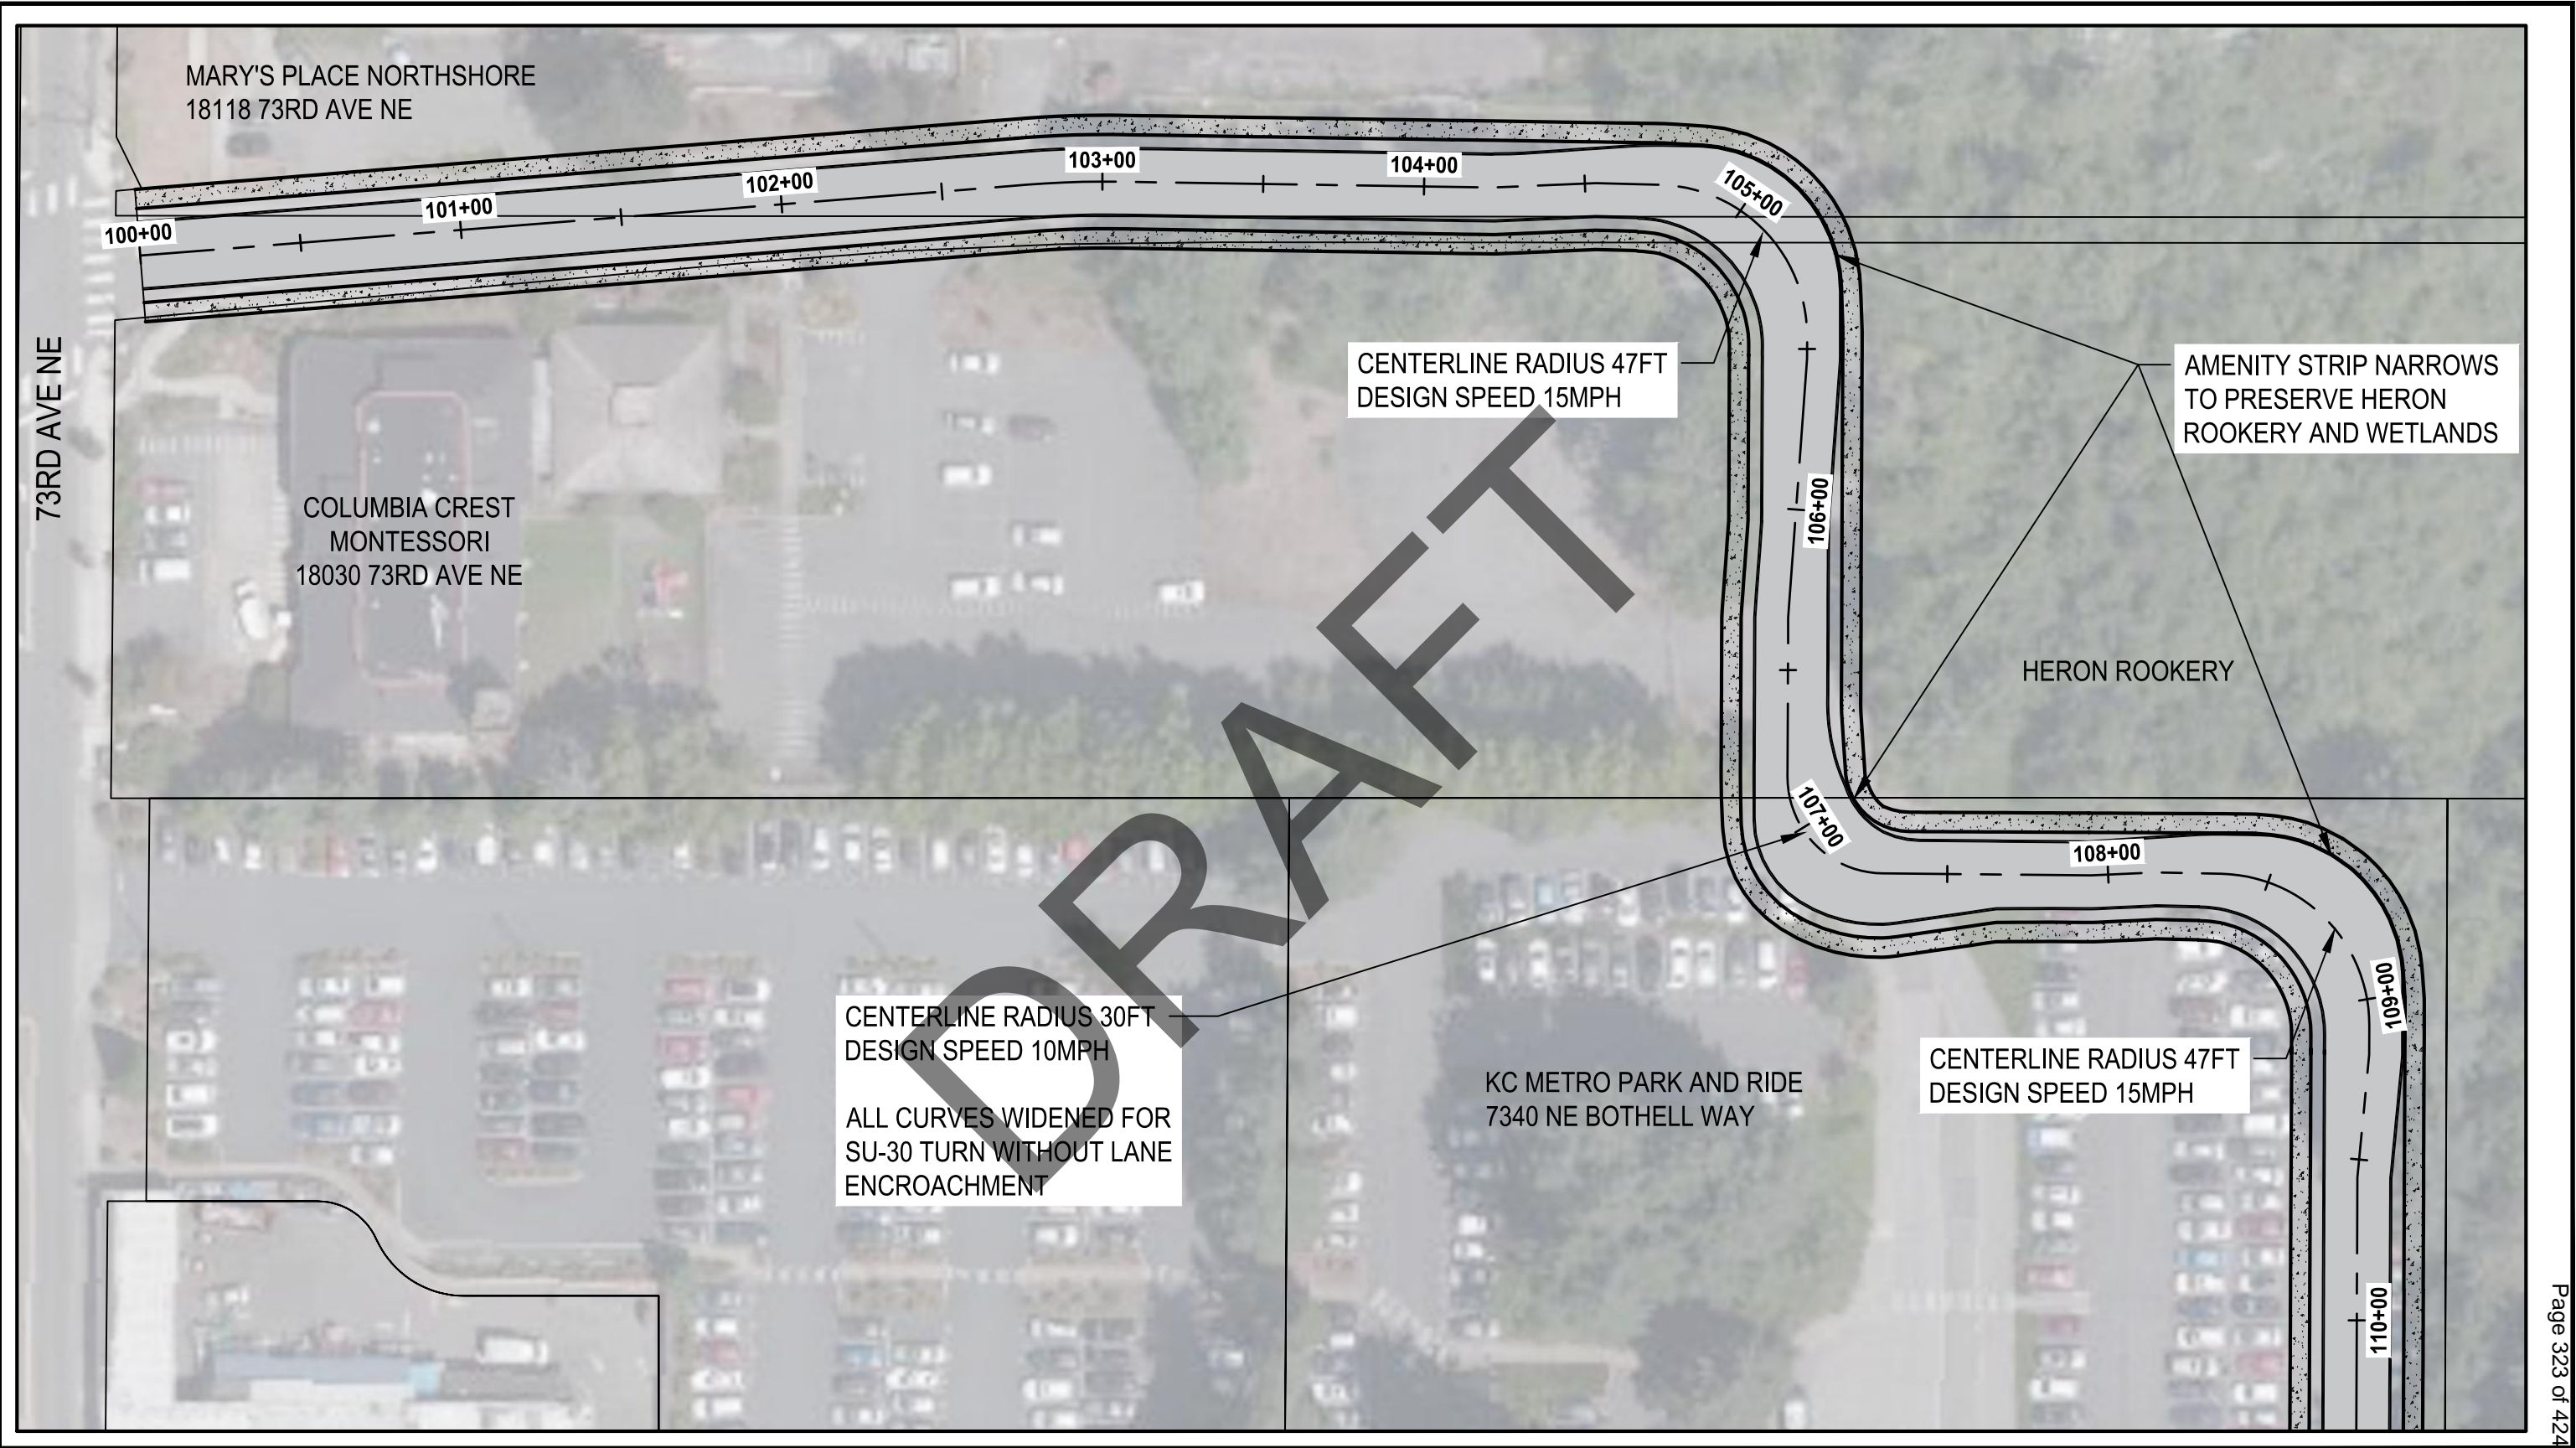 MARY'S PLACE NORTHSHORE
18118 73RD AVE NE
100+00
101+00
102+00
103+00
104+00
105+00
106+00
107+00
108+00
109+00
110+00
73RD AVE NE
COLUMBIA CREST
MONTESSORI
18030 73RD AVE NE
CENTERLINE RADIUS 47FT
DESIGN SPEED 15MPH
AMENITY STRIP NARROWS
TO PRESERVE HERON
ROOKERY AND WETLANDS
HERON ROOKERY
DRAFT
CENTERLINE RADIUS 30FT
DESIGN SPEED 10MPH
ALL CURVES WIDENED FOR
SU-30 TURN WITHOUT LANE
ENCROACHMENT
KC METRO PARK AND RIDE
7340 NE BOTHELL WAY
CENTERLINE RADIUS 47FT
DESIGN SPEED 15MPH
Page 323 of 424